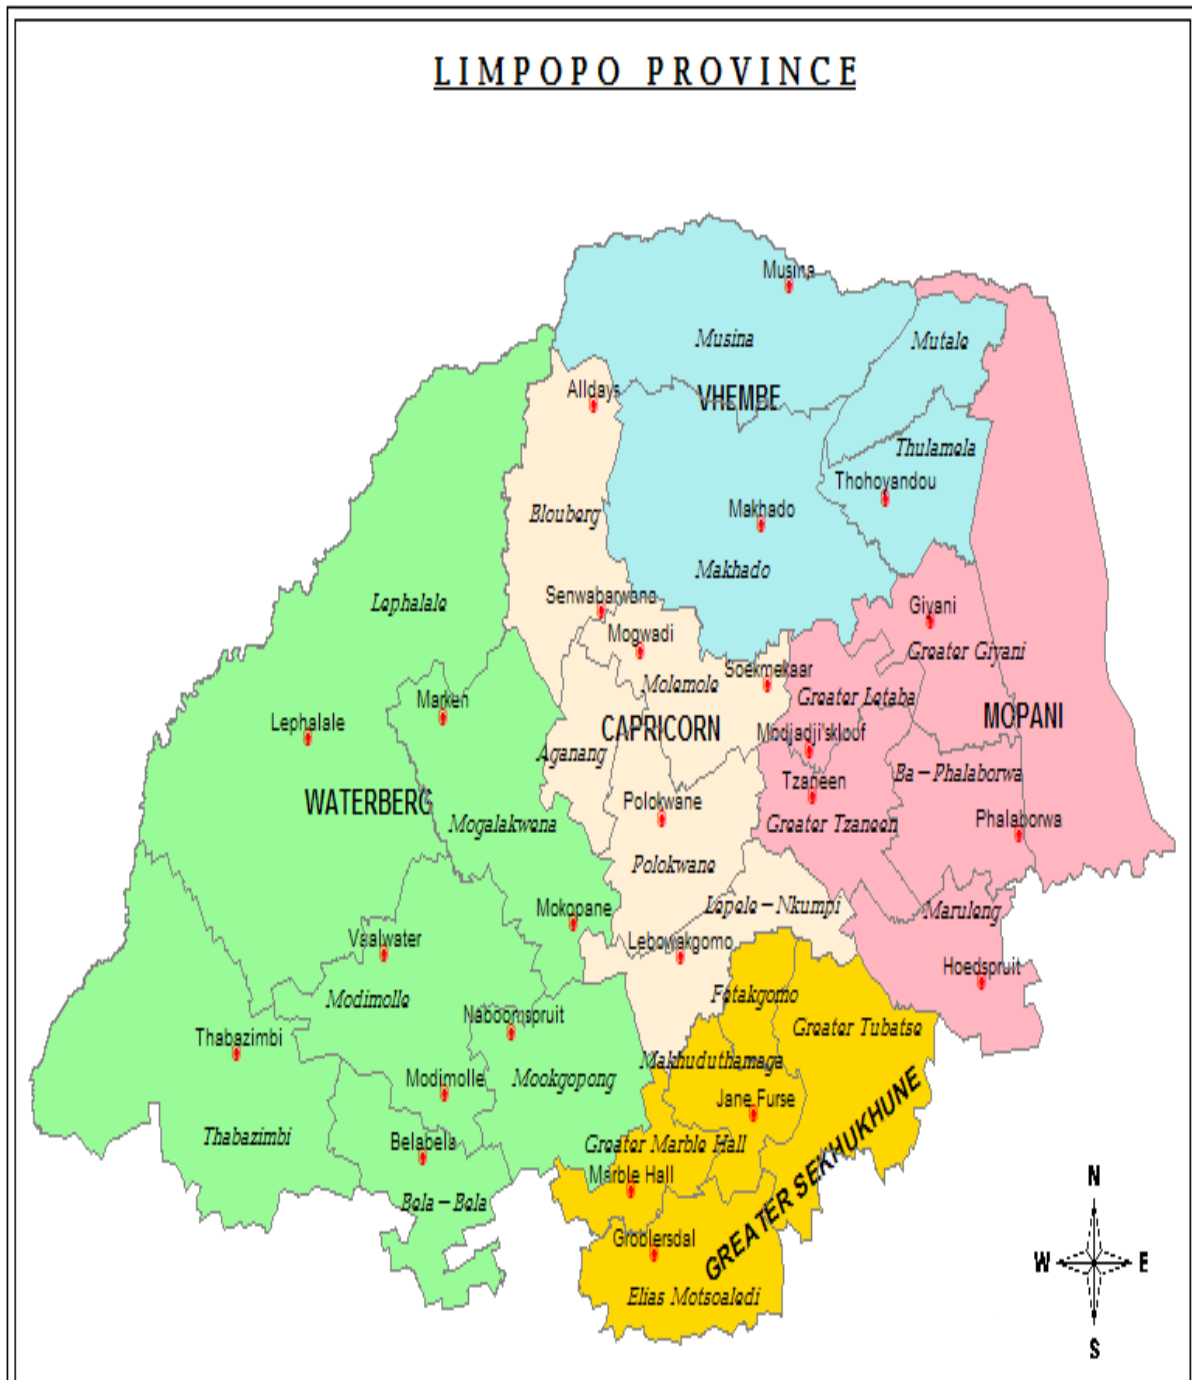 LIMPOPO PROVINCE
Musina
Musina
Mutale
Alldays
VHEMBE
Thulamela
Thohoyandou
Blouberg
Makhado
Makhado
Senwabarwana
Lephalale
Giyani
Mogwadi
Greater Giyani
Soekmekaar
Molemole
Marken
Greater Letaba
Lephalale
CAPRICORN
MOPANI
Modjadji'skloof
Aganang
Ba-Phalaborwa
Tzaneen
WATERBERG
Polokwane
Mogalakwena
Greater Tzaneen
Phalaborwa
Polokwane
Mokopane
Lepele-Nkumpi
Maruleng
Vaalwater
Lebowakgomo
Hoedspruit
Modimolle
Fetakgomo
Naboomspruit
Greater Tubatse
Thabazimbi
Makhuduthamaga
Modimolle
Mookgopong
Jane Furse
Thabazimbi
Belabela
Greater Marble Hall
GREATER SEKHUKHUNE
Marble Hall
Bela-Bela
Groblersdal
Elias Motsoaledi
N
W E
S